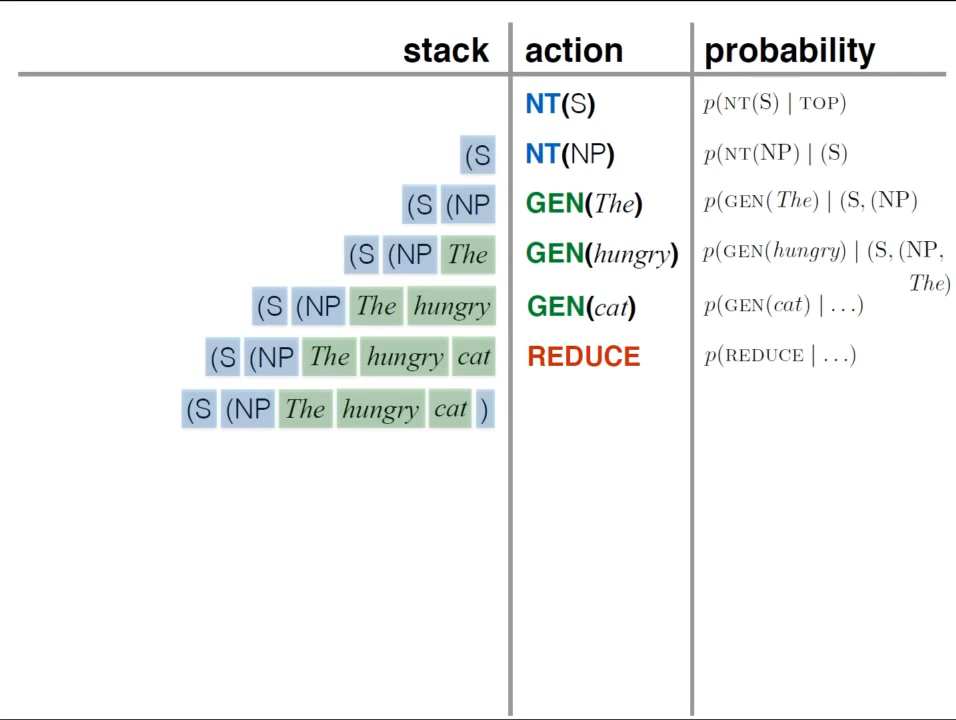 stack action probability
NT(S) p(NT(S) | TOP)
(S NT(NP) p(NT(NP) | (S)
(S (NP GEN(The) p(GEN(The) | (S, (NP)
(S (NP The GEN(hungry) p(GEN(hungry) | (S, (NP,
The)
(S (NP The hungry GEN(cat) p(GEN(cat) | ...)
(S (NP The hungry cat REDUCE p(REDUCE | ...)
(S (NP The hungry cat )